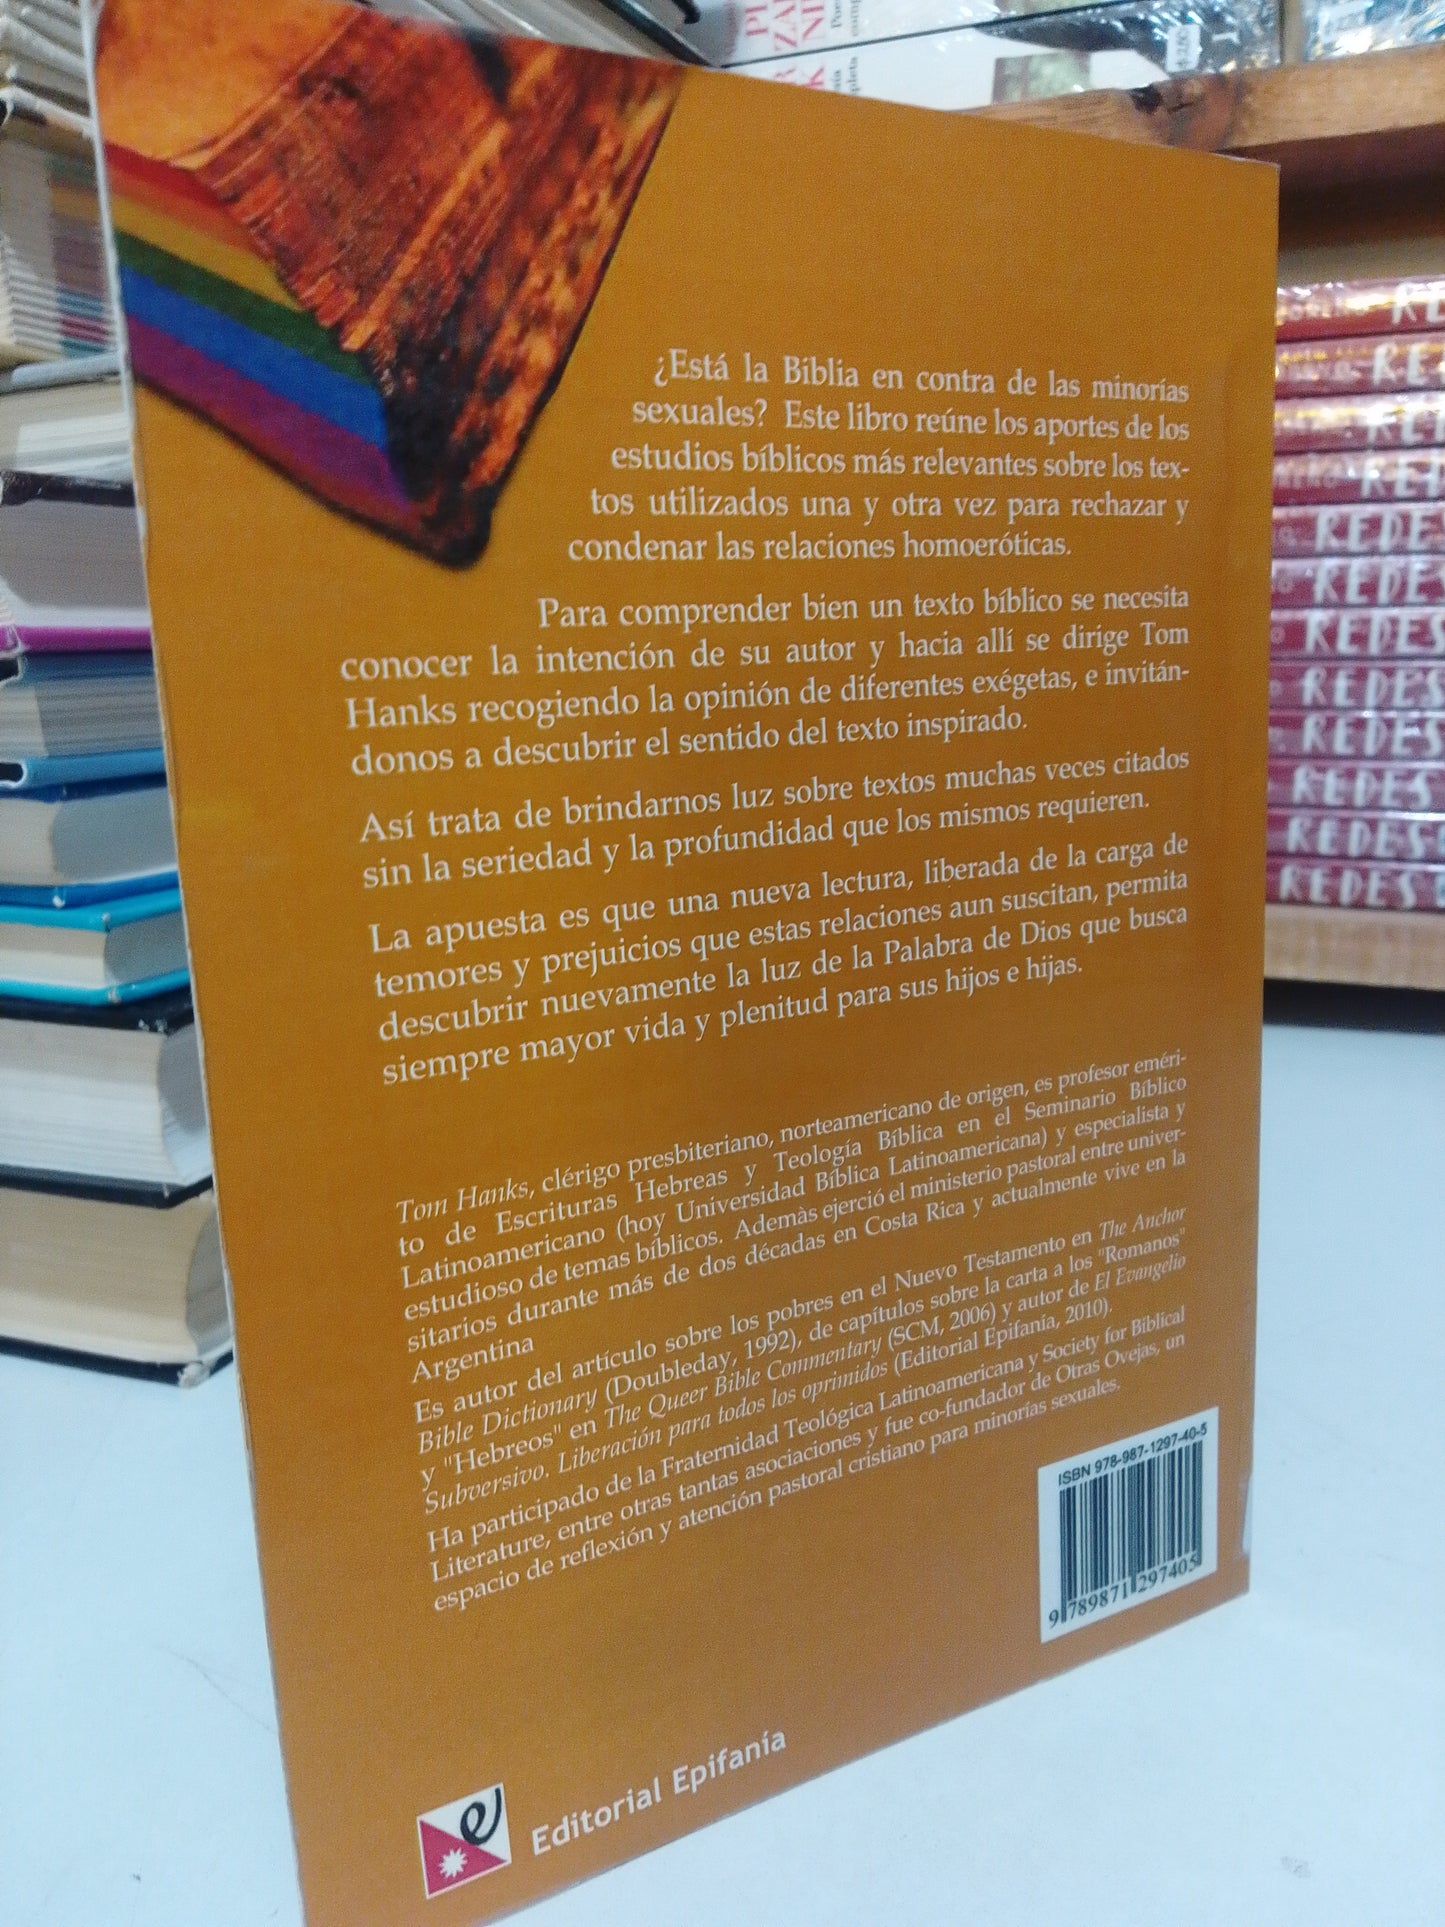 ¿Está la Biblia en contra de las minorías
sexuales? Este libro reúne los aportes de los
estudios bíblicos más relevantes sobre los tex-
tos utilizados una y otra vez para rechazar y
condenar las relaciones homoeróticas.
Para comprender bien un texto bíblico se necesita
conocer la intención de su autor y hacia allí se dirige Tom
Hanks recogiendo la opinión de diferentes exégetas, e invitán-
donos a descubrir el sentido del texto inspirado.
Así trata de brindarnos luz sobre textos muchas veces citados
sin la seriedad y la profundidad que los mismos requieren.
La apuesta es que una nueva lectura, liberada de la carga de
temores y prejuicios que estas relaciones aun suscitan, permita
descubrir nuevamente la luz de la Palabra de Dios que busca
siempre mayor vida y plenitud para sus hijos e hijas.
Tom Hanks, clérigo presbiteriano, norteamericano de origen, es profesor eméri-
to de Escrituras Hebreas y Teología Bíblica en el Seminario Bíblico
Latinoamericano (hoy Universidad Bíblica Latinoamericana) y especialista y
estudioso de temas bíblicos. Ademàs ejerció el ministerio pastoral entre univer-
sitarios durante más de dos décadas en Costa Rica y actualmente vive en la
Argentina
Es autor del artículo sobre los pobres en el Nuevo Testamento en The Anchor
Bible Dictionary (Doubleday, 1992), de capítulos sobre la carta a los "Romanos"
y "Hebreos" en The Queer Bible Commentary (SCM, 2006) y autor de El Evangelio
Subversivo. Liberación para todos los oprimidos (Editorial Epifanía, 2010).
Ha participado de la Fraternidad Teológica Latinoamericana y Society for Biblical
Literature, entre otras tantas asociaciones y fue co-fundador de Otras Ovejas, un
espacio de reflexión y atención pastoral cristiano para minorías sexuales.
ISBN 978-987-1297-40-5
9 789871 297405
e
Editorial Epifanía
REDES
REDES
REDES
REDES
REDES
REDES
REDES